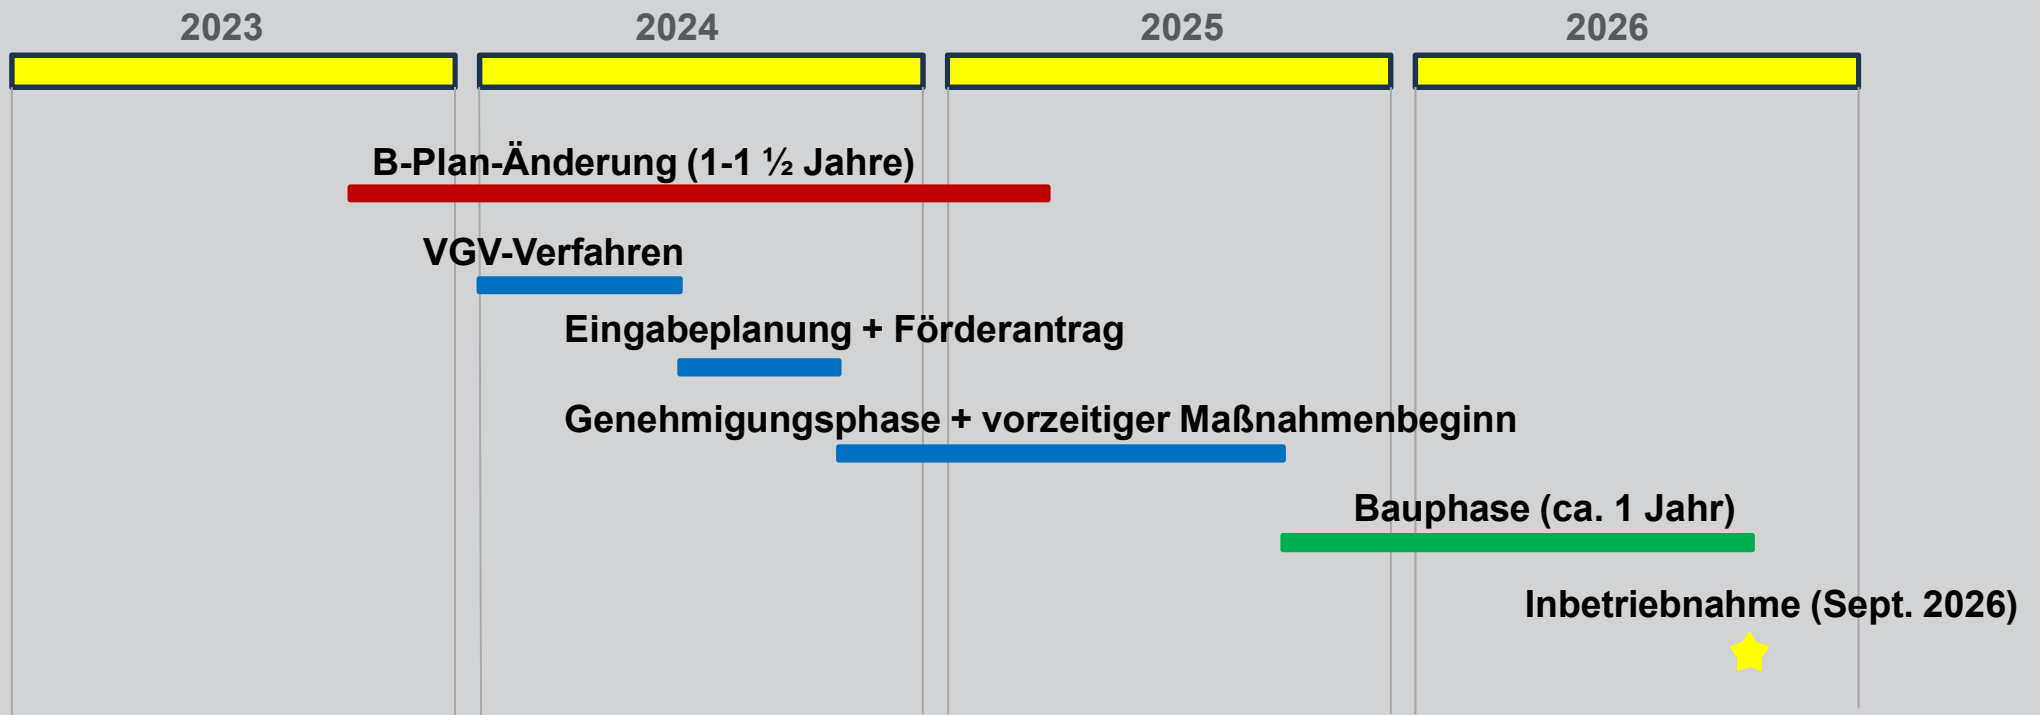 2023 2024 2025 2026
B-Plan-Änderung (1-1 ½ Jahre)
VGV-Verfahren
Eingabeplanung + Förderantrag
Genehmigungsphase + vorzeitiger Maßnahmenbeginn
Bauphase (ca. 1 Jahr)
Inbetriebnahme (Sept. 2026)